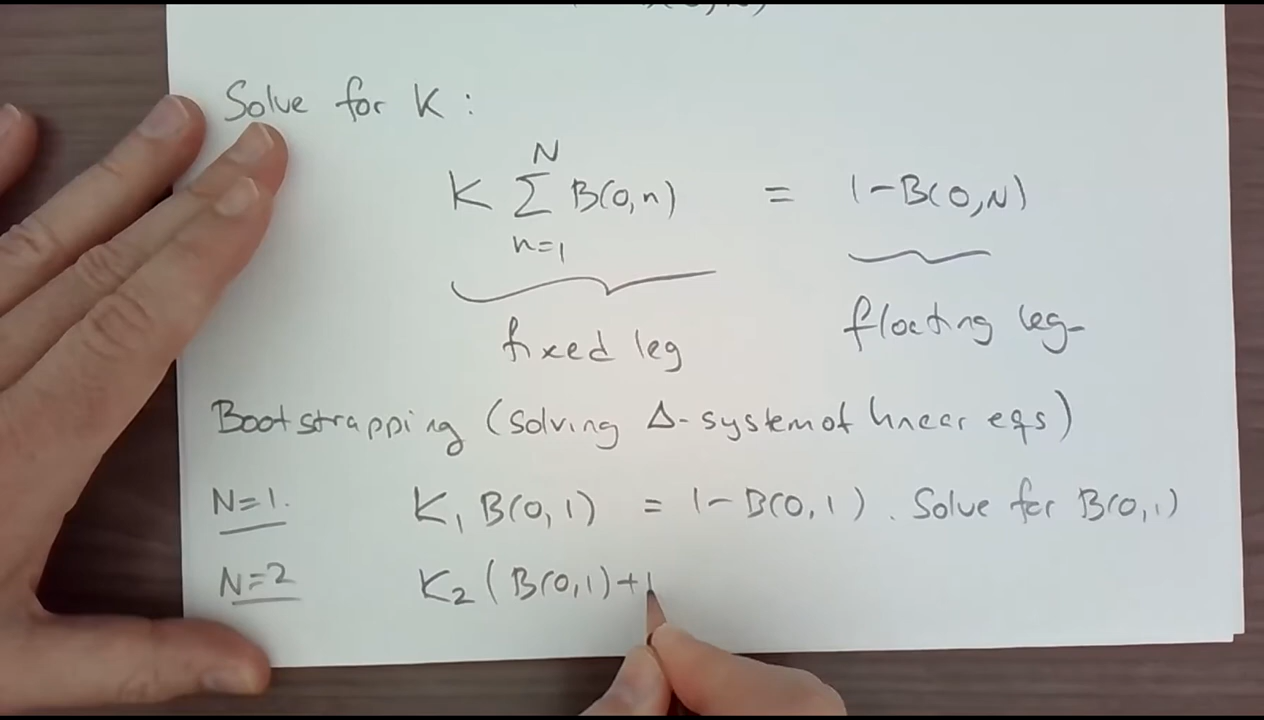 Solve for K :
N
K Σ B(0,n) = 1-B(0,N)
n=1
fixed leg floating leg
Bootstrapping (solving Δ-system of linear eqs)
N=1. K₁ B(0,1) = 1-B(0,1). Solve for B(0,1)
N=2 K₂ (B(0,1)+